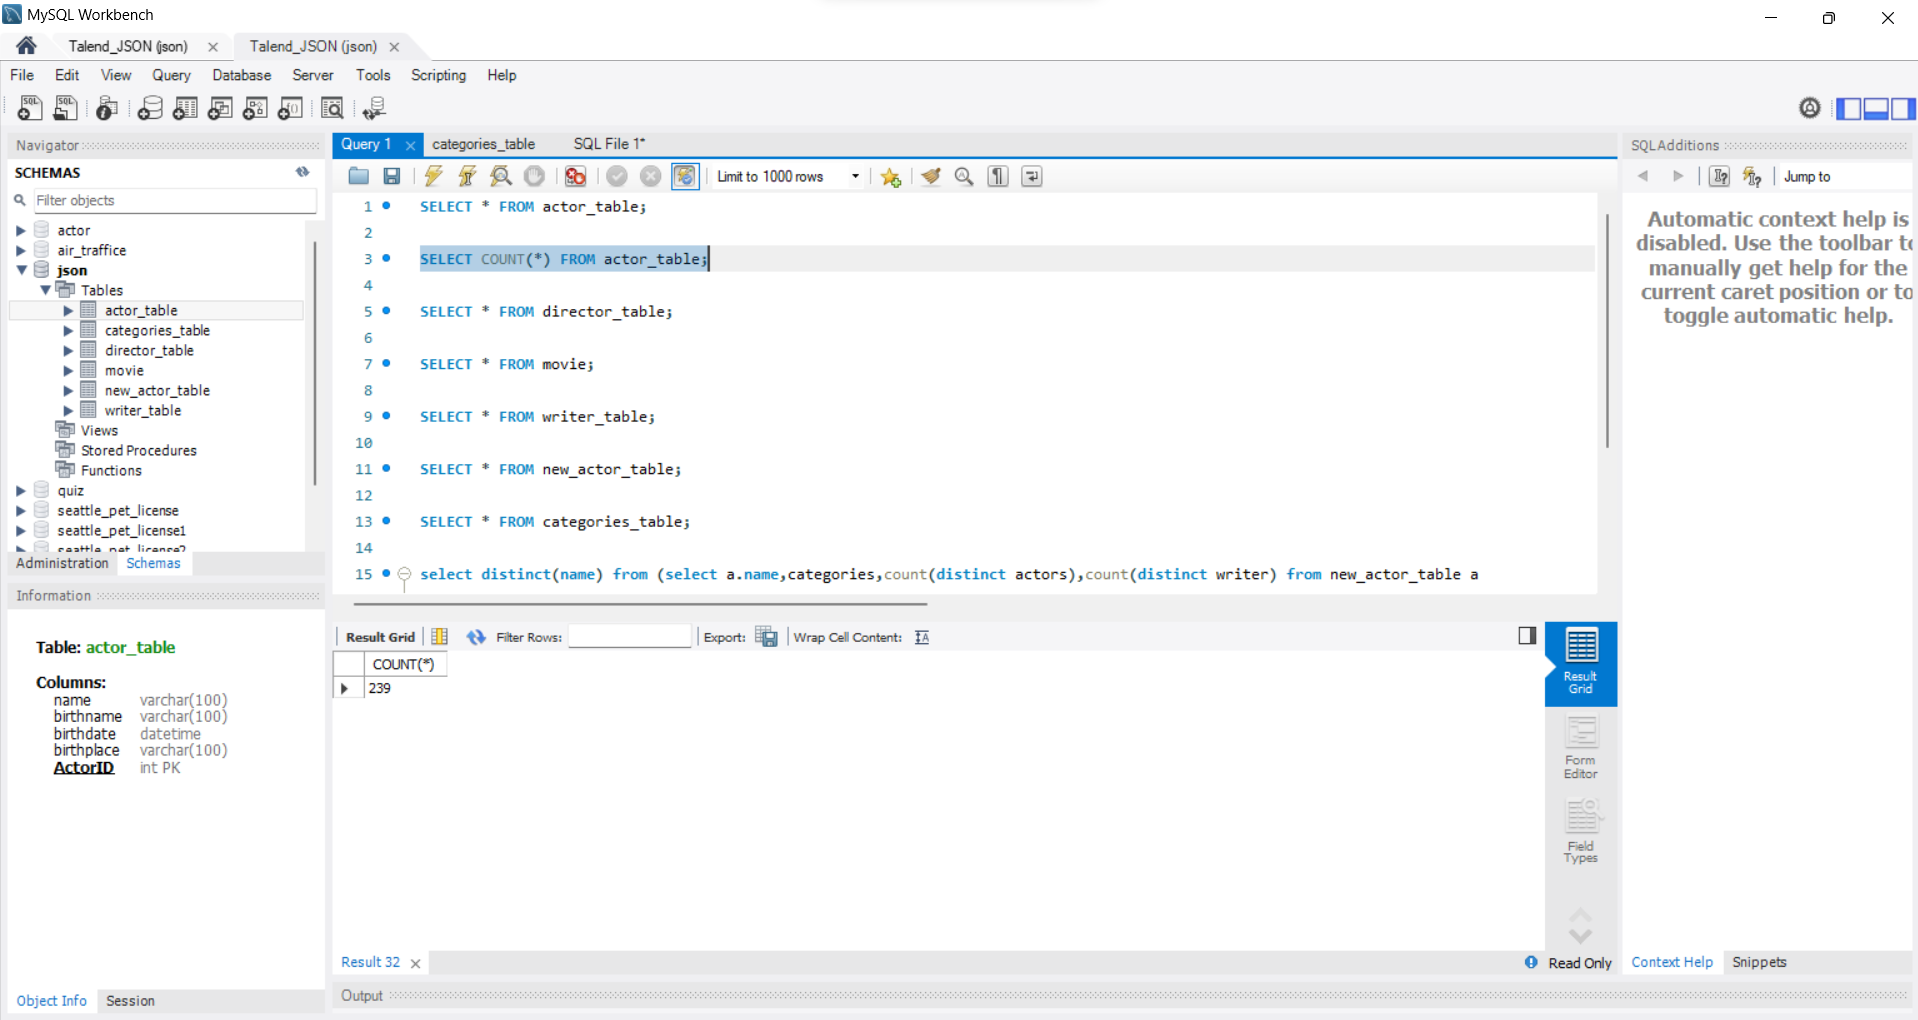 MySQL Workbench
Talend_JSON (json)
Talend_JSON (json)
File Edit View Query Database Server Tools Scripting Help
Navigator
SCHEMAS
Filter objects
actor
air_traffice
json
Tables
actor_table
categories_table
director_table
movie
new_actor_table
writer_table
Views
Stored Procedures
Functions
quiz
seattle_pet_license
seattle_pet_license1
seattle_pet_license2
Administration Schemas
Information
Table: actor_table
Columns:
name varchar(100)
birthname varchar(100)
birthdate datetime
birthplace varchar(100)
ActorID int PK
Object Info Session
Query 1 categories_table SQL File 1*
Limit to 1000 rows
1 SELECT * FROM actor_table;
2
3 SELECT COUNT(*) FROM actor_table;
4
5 SELECT * FROM director_table;
6
7 SELECT * FROM movie;
8
9 SELECT * FROM writer_table;
10
11 SELECT * FROM new_actor_table;
12
13 SELECT * FROM categories_table;
14
15 select distinct(name) from (select a.name,categories,count(distinct actors),count(distinct writer) from new_actor_table a
Result Grid Filter Rows: Export: Wrap Cell Content:
COUNT(*)
239
Result
Grid
Form
Editor
Field
Types
Result 32
Read Only
Output
SQLAdditions
Jump to
Automatic context help is
disabled. Use the toolbar to
manually get help for the
current caret position or to
toggle automatic help.
Context Help Snippets